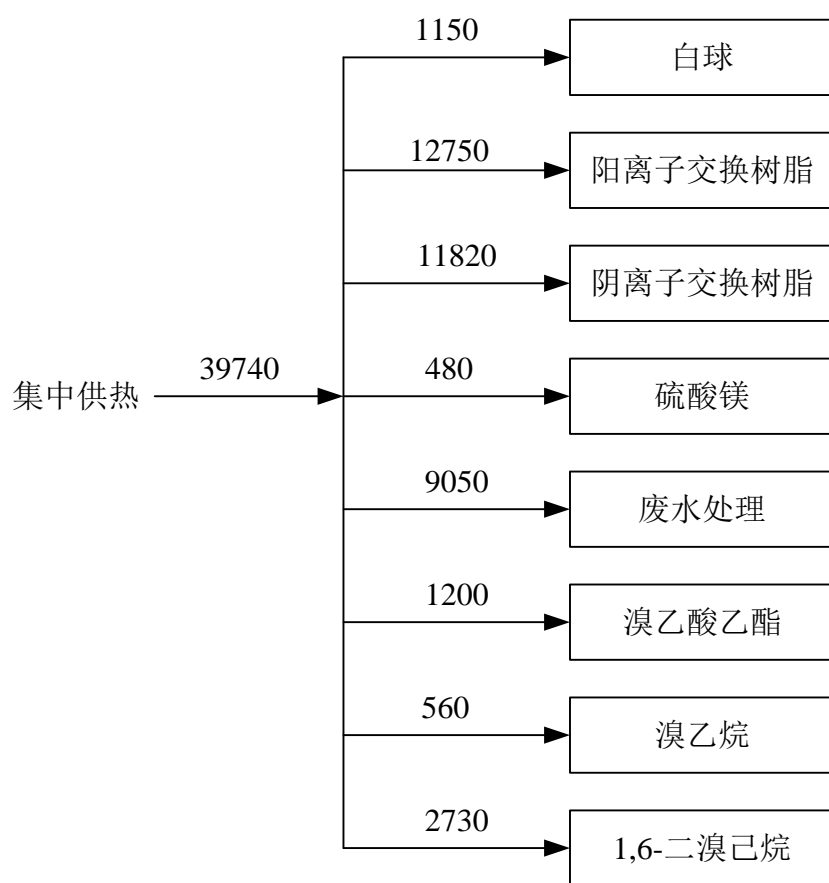 1150
白球
12750
阳离子交换树脂
11820
阴离子交换树脂
集中供热
39740
480
硫酸镁
9050
废水处理
1200
溴乙酸乙酯
560
溴乙烷
2730
1,6-二溴己烷